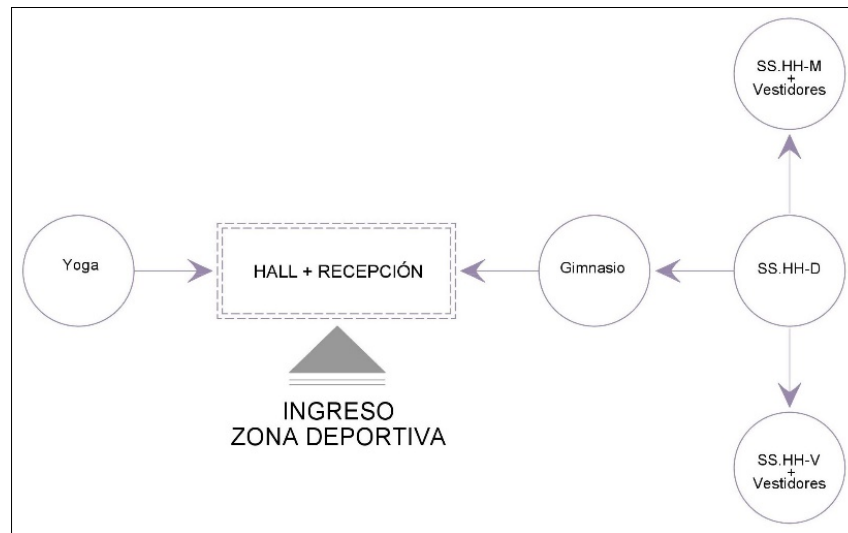 SS.HH-M
+
Vestidores
Yoga
HALL + RECEPCIÓN
Gimnasio
SS.HH-D
INGRESO
ZONA DEPORTIVA
SS.HH-V
+
Vestidores